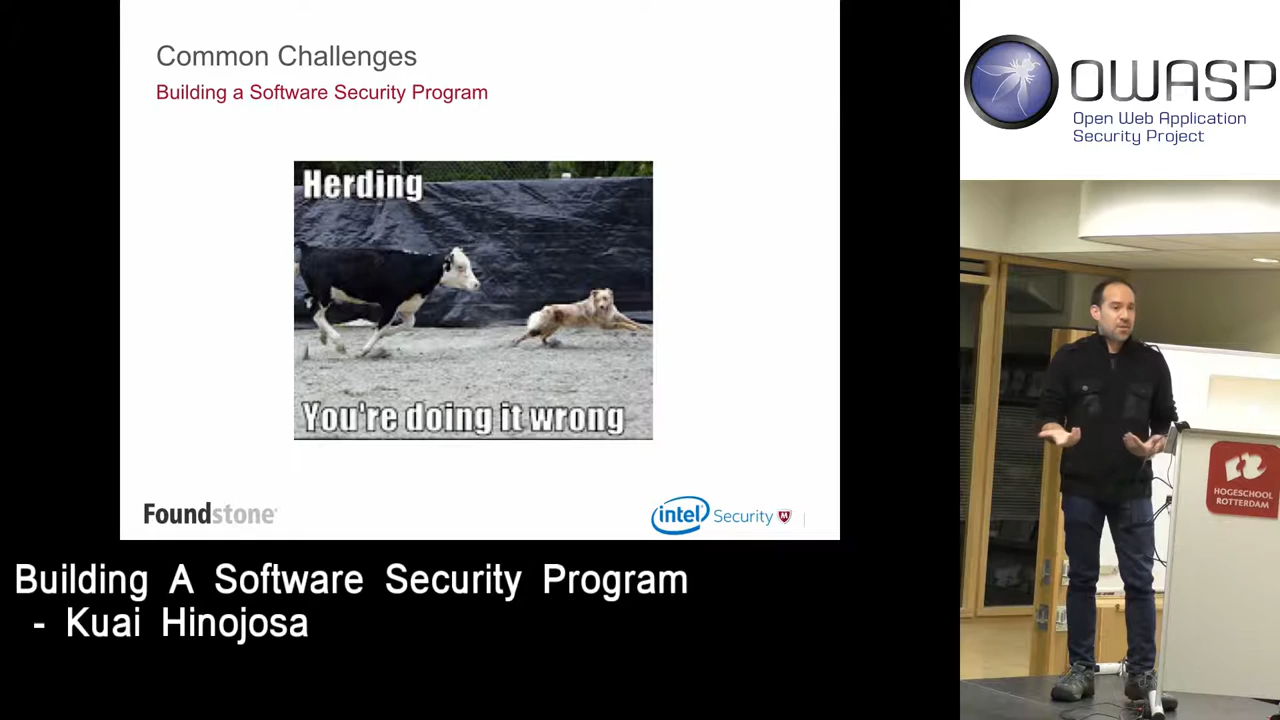 Common Challenges
Building a Software Security Program
Herding
You're doing it wrong
Foundstone
intel Security
OWASP
Open Web Application
Security Project
HOGESCHOOL
ROTTERDAM
Building A Software Security Program
- Kuai Hinojosa